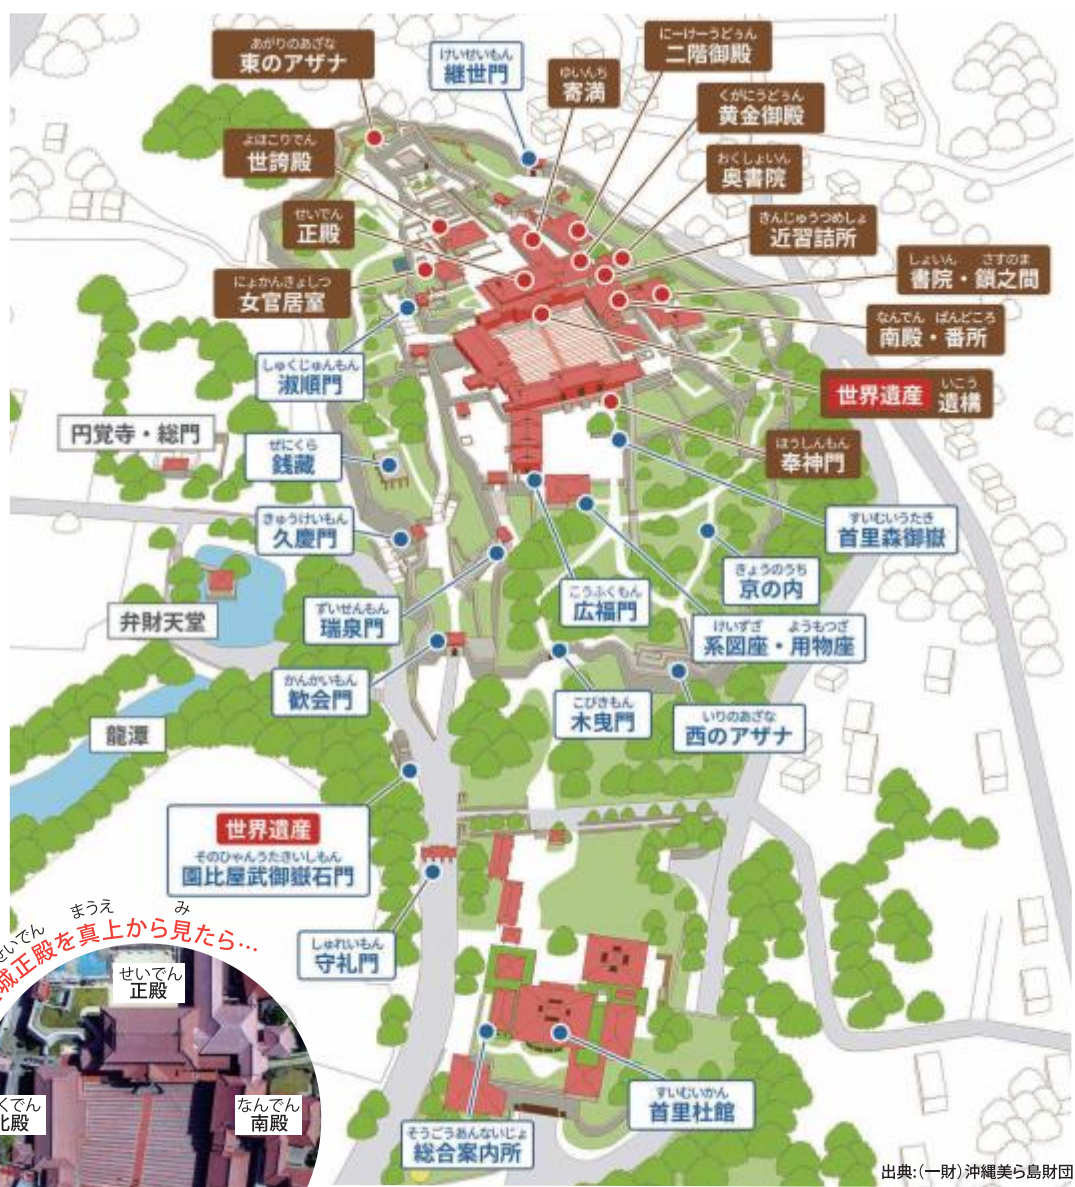 あがりのあざな
東のアザナ
けいせいもん
継世門
ゆいんち
寄満
にーけーうどぅん
二階御殿
くがにうどぅん
黄金御殿
よほこりでん
世誇殿
おくしょいん
奥書院
せいでん
正殿
きんじゅうつめしょ
近習詰所
にょかんきょしつ
女官居室
しょいん さすのま
書院・鎖之間
なんでん ばんどころ
南殿・番所
しゅくじゅんもん
淑順門
世界遺産
いこう
遺構
円覚寺・総門
ぜにくら
銭蔵
ほうしんもん
奉神門
きゅうけいもん
久慶門
すいむいうたき
首里森御嶽
きょうのうち
京の内
弁財天堂
ずいせんもん
瑞泉門
こうふくもん
広福門
けいずざ ようもつざ
系図座・用物座
かんかいもん
歓会門
こびきもん
木曳門
いりのあざな
西のアザナ
龍潭
世界遺産
そのひゃんうたきいしもん
園比屋武御嶽石門
しゅれいもん
守礼門
せいでん まうえ み
城正殿を真上から見たら…
せいでん
正殿
くでん
北殿
なんでん
南殿
すいむいかん
首里杜館
そうごうあんないじょ
総合案内所
出典:(一財)沖縄美ら島財団